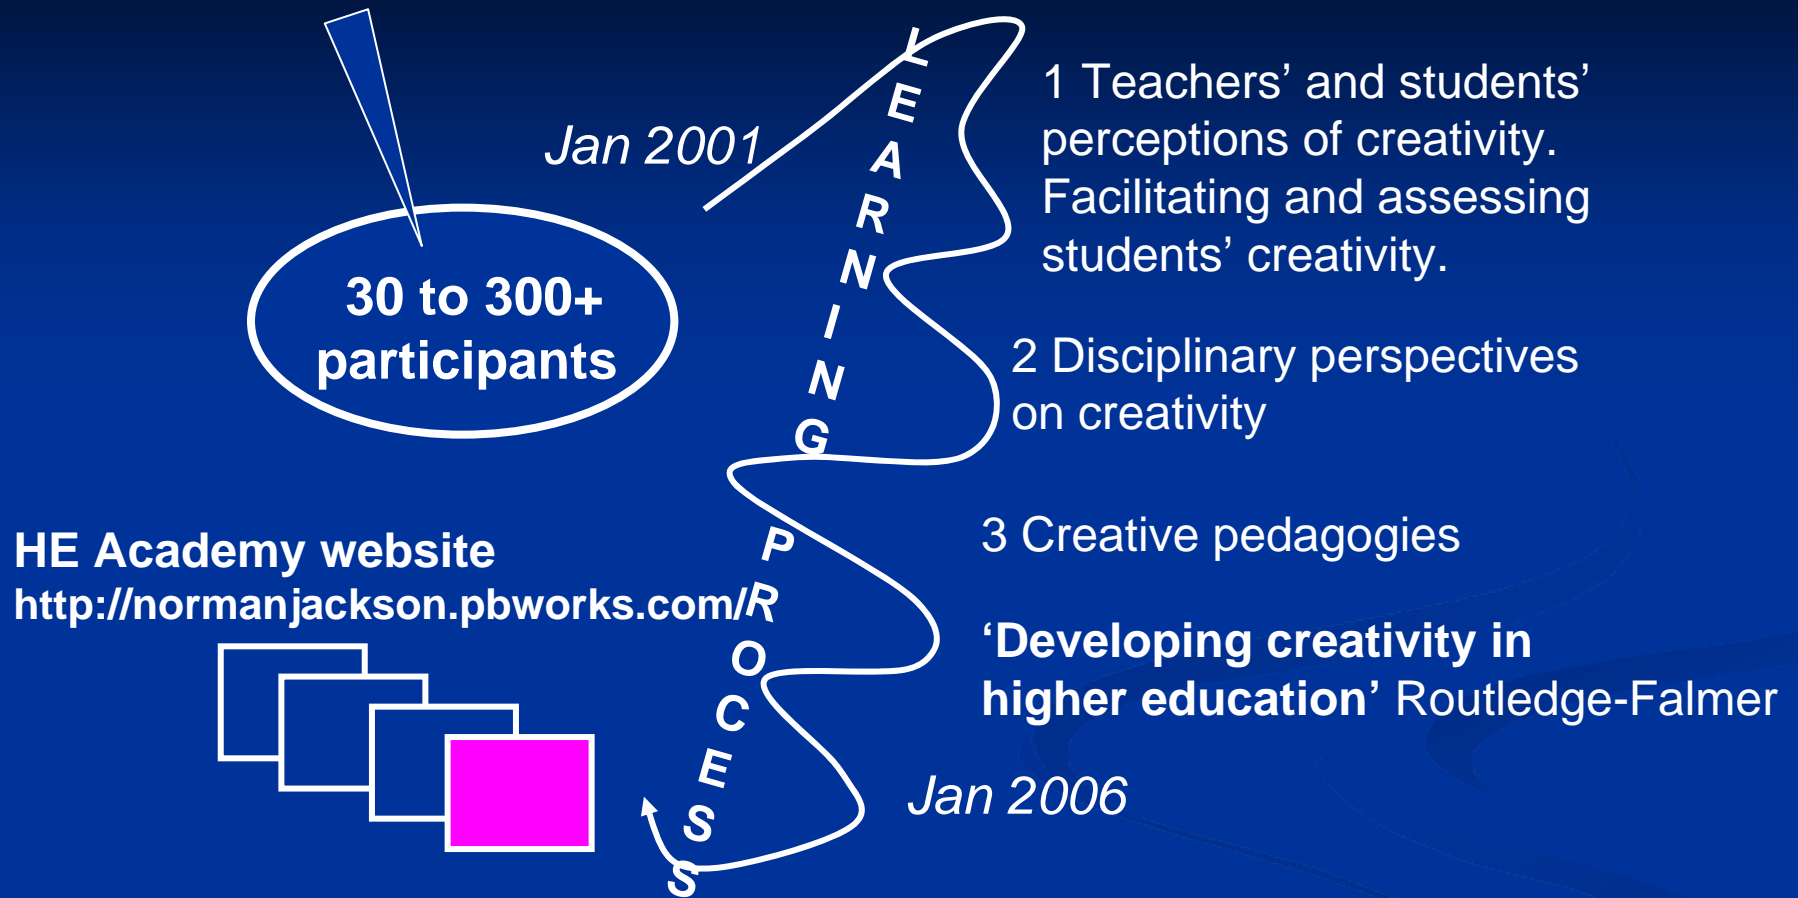 Jan 2001
LEARNING PROCESS
1 Teachers’ and students’
perceptions of creativity.
Facilitating and assessing
students’ creativity.
30 to 300+
participants
2 Disciplinary perspectives
on creativity
HE Academy website
http://normanjackson.pbworks.com/
3 Creative pedagogies
‘Developing creativity in
higher education’ Routledge-Falmer
Jan 2006